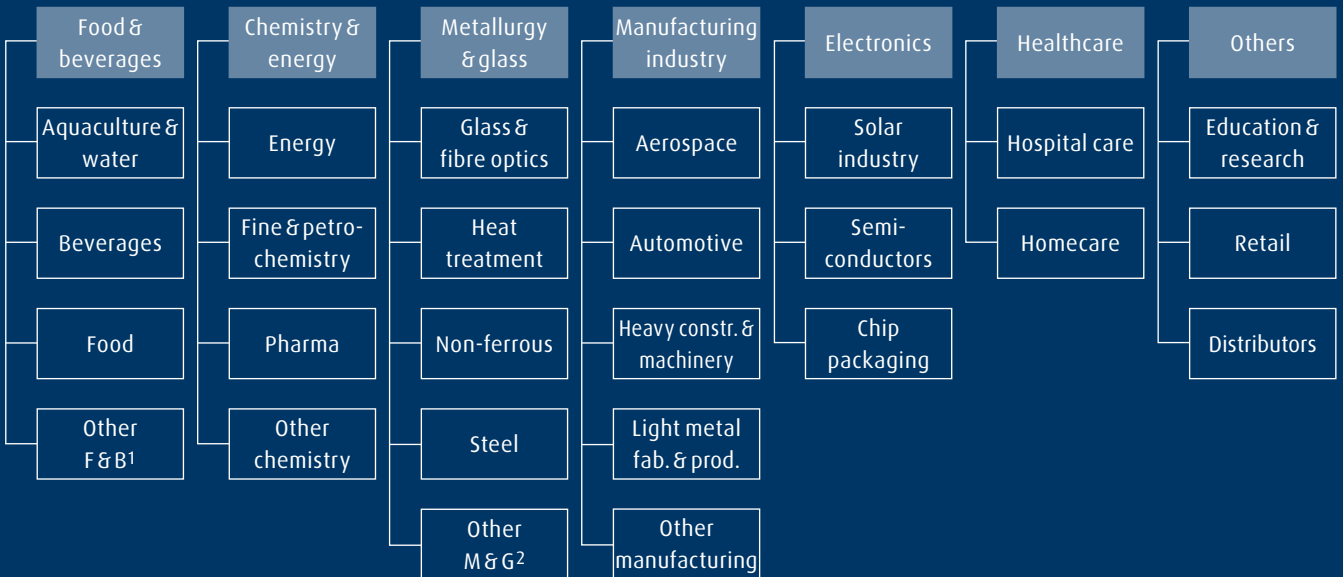 Food &
beverages
Aquaculture &
water
Beverages
Food
Other
F & B1
Chemistry &
energy
Energy
Fine & petro-
chemistry
Pharma
Other
chemistry
Metallurgy
& glass
Glass &
fibre optics
Heat
treatment
Non-ferrous
Steel
Other
M & G2
Manufacturing
industry
Aerospace
Automotive
Heavy constr. &
machinery
Light metal
fab. & prod.
Other
manufacturing
Electronics
Solar
industry
Semi-
conductors
Chip
packaging
Healthcare
Hospital care
Homecare
Others
Education &
research
Retail
Distributors